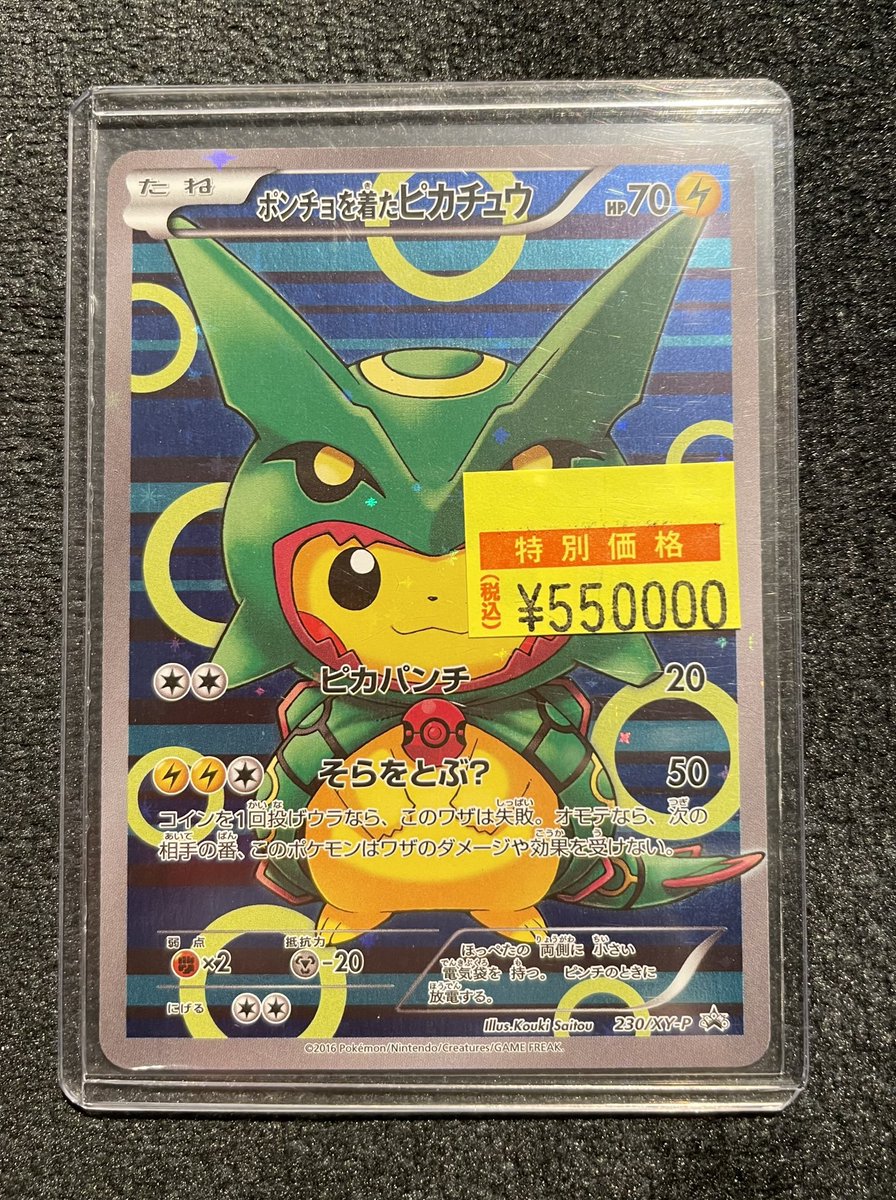 たね
ポンチョを着たピカチュウ
HP70
特別価格
(税込) ¥550000
ピカパンチ 20
そらをとぶ? 50
コインを1回投げウラなら、このワザは失敗。オモテなら、次の
相手の番、このポケモンはワザのダメージや効果を受けない。
弱点 抵抗力
×2 -20
にげる
ほっぺたの 両側に 小さい
電気袋を 持つ。 ピンチのときに
放電する。
Illus.Kouki Saitou 230/XY-P
©2016 Pokémon/Nintendo/Creatures/GAME FREAK.